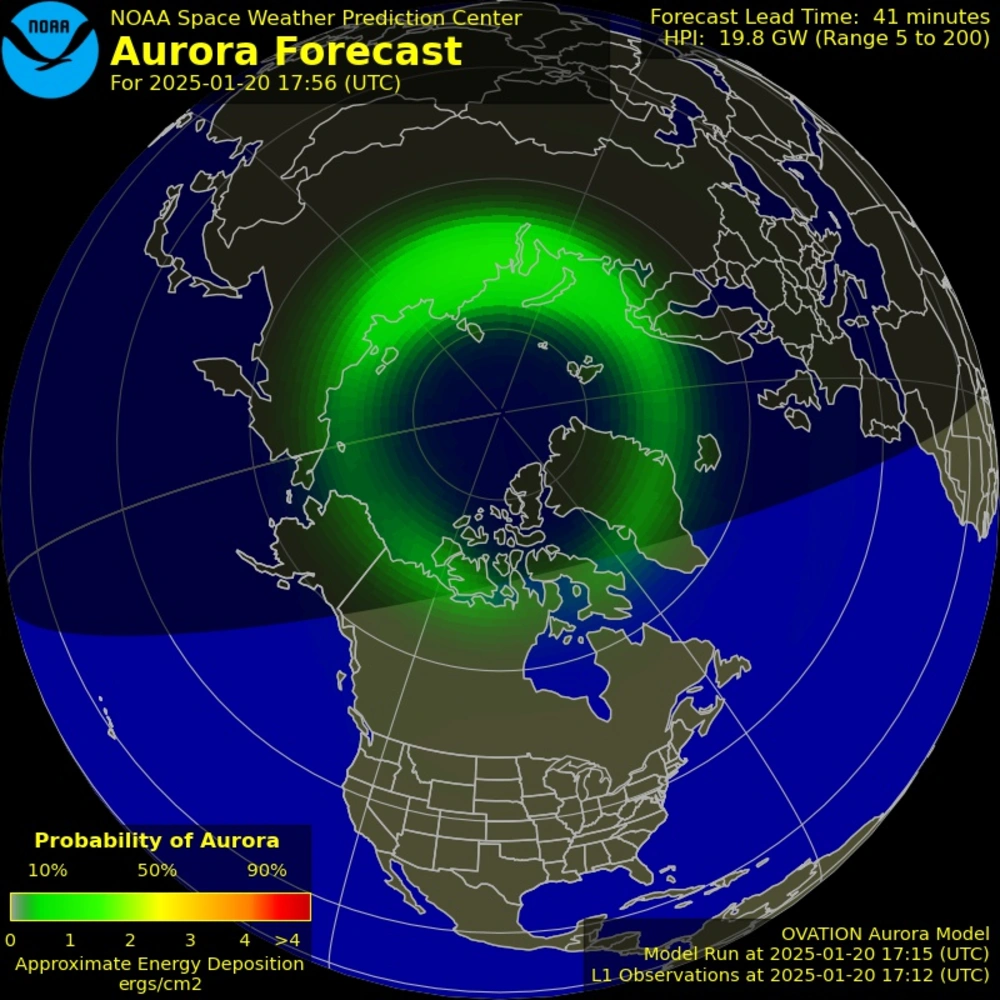 NOAA
NOAA Space Weather Prediction Center
Aurora Forecast
For 2025-01-20 17:56 (UTC)
Forecast Lead Time: 41 minutes
HPI: 19.8 GW (Range 5 to 200)
Probability of Aurora
10% 50% 90%
0 1 2 3 4 >4
Approximate Energy Deposition
ergs/cm2
OVATION Aurora Model
Model Run at 2025-01-20 17:15 (UTC)
L1 Observations at 2025-01-20 17:12 (UTC)